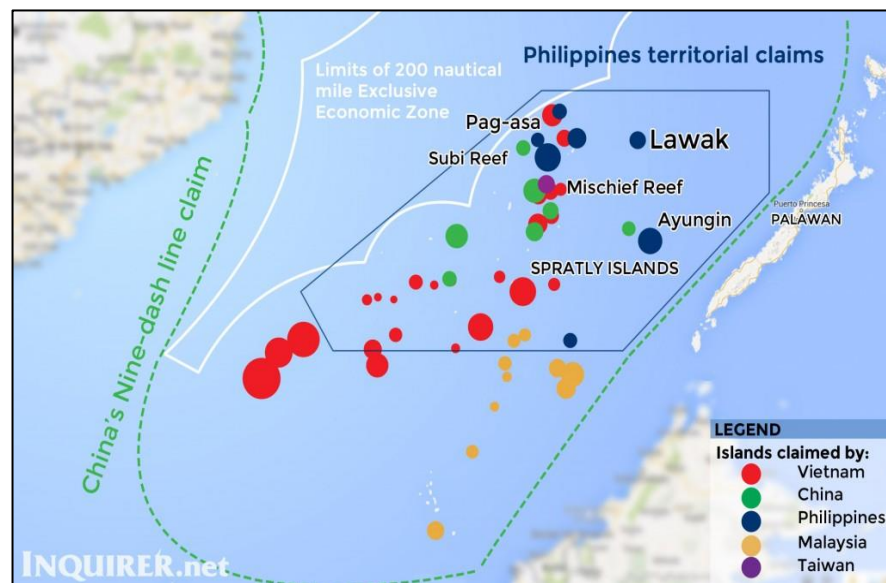 Philippines territorial claims
Limits of 200 nautical
mile Exclusive
Economic Zone
Pag-asa
Lawak
Subi Reef
Mischief Reef
Puerto Princesa
PALAWAN
Ayungin
SPRATLY ISLANDS
China's Nine-dash line claim
LEGEND
Islands claimed by:
Vietnam
China
Philippines
Malaysia
Taiwan
INQUIRER.net